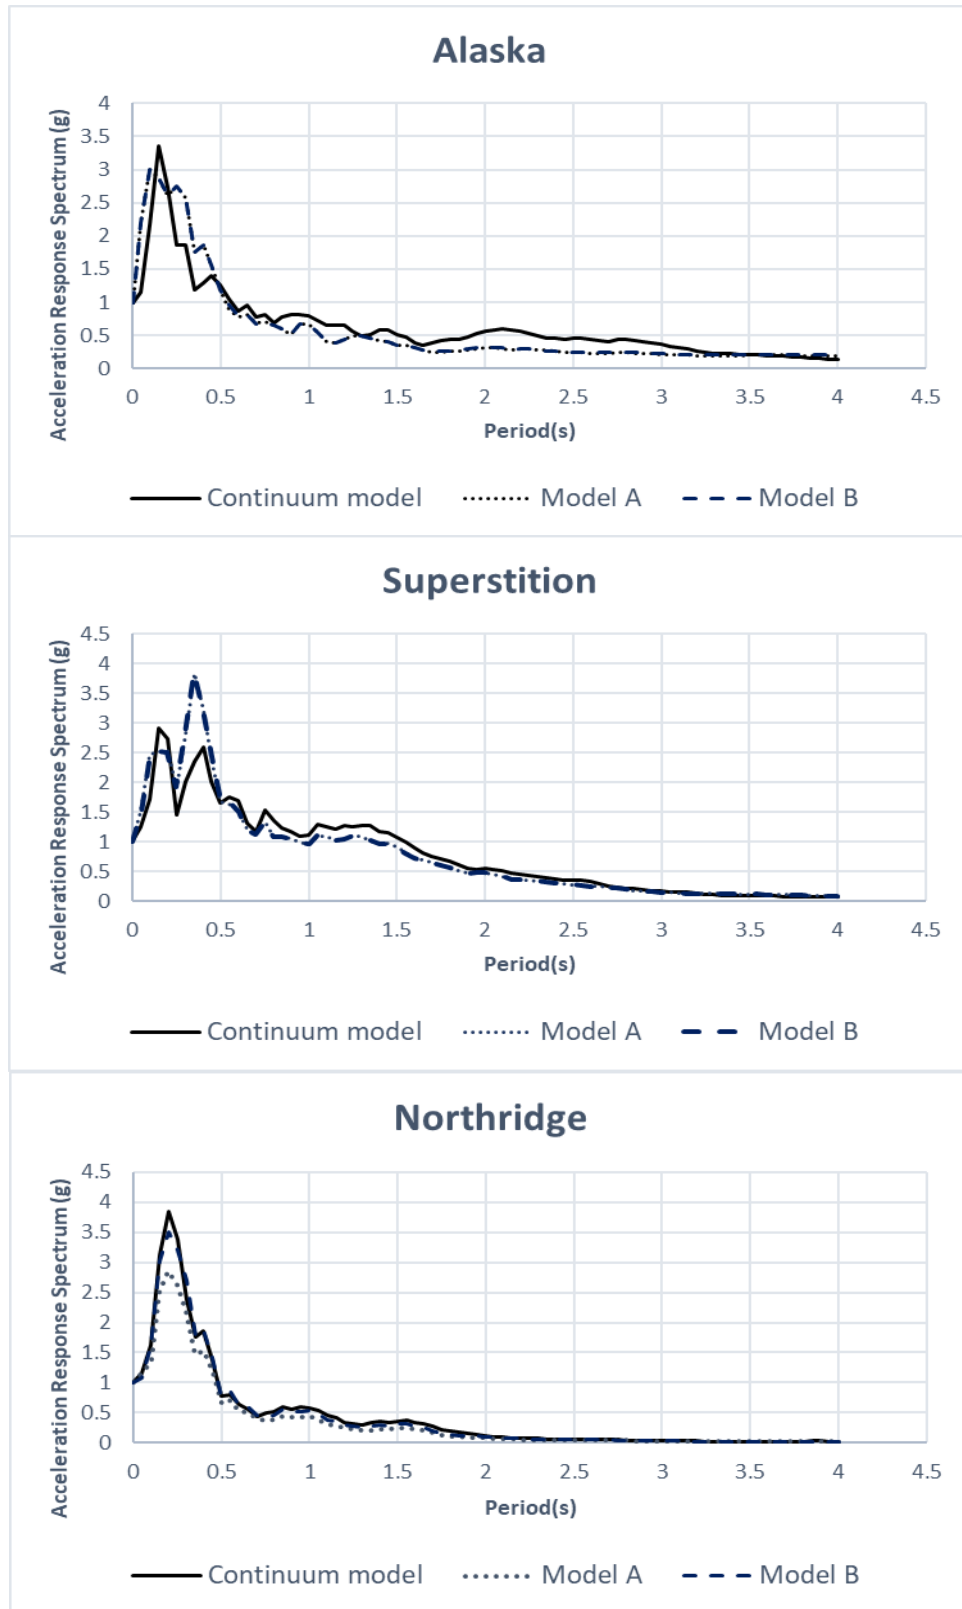 Alaska
Acceleration Response Spectrum (g)
4
3.5
3
2.5
2
1.5
1
0.5
0
0 0.5 1 1.5 2 2.5 3 3.5 4 4.5
Period(s)
Continuum model Model A Model B
Superstition
Acceleration Response Spectrum (g)
4.5
4
3.5
3
2.5
2
1.5
1
0.5
0
0 0.5 1 1.5 2 2.5 3 3.5 4 4.5
Period(s)
Continuum model Model A Model B
Northridge
Acceleration Response Spectrum (g)
4.5
4
3.5
3
2.5
2
1.5
1
0.5
0
0 0.5 1 1.5 2 2.5 3 3.5 4 4.5
Period(s)
Continuum model Model A Model B